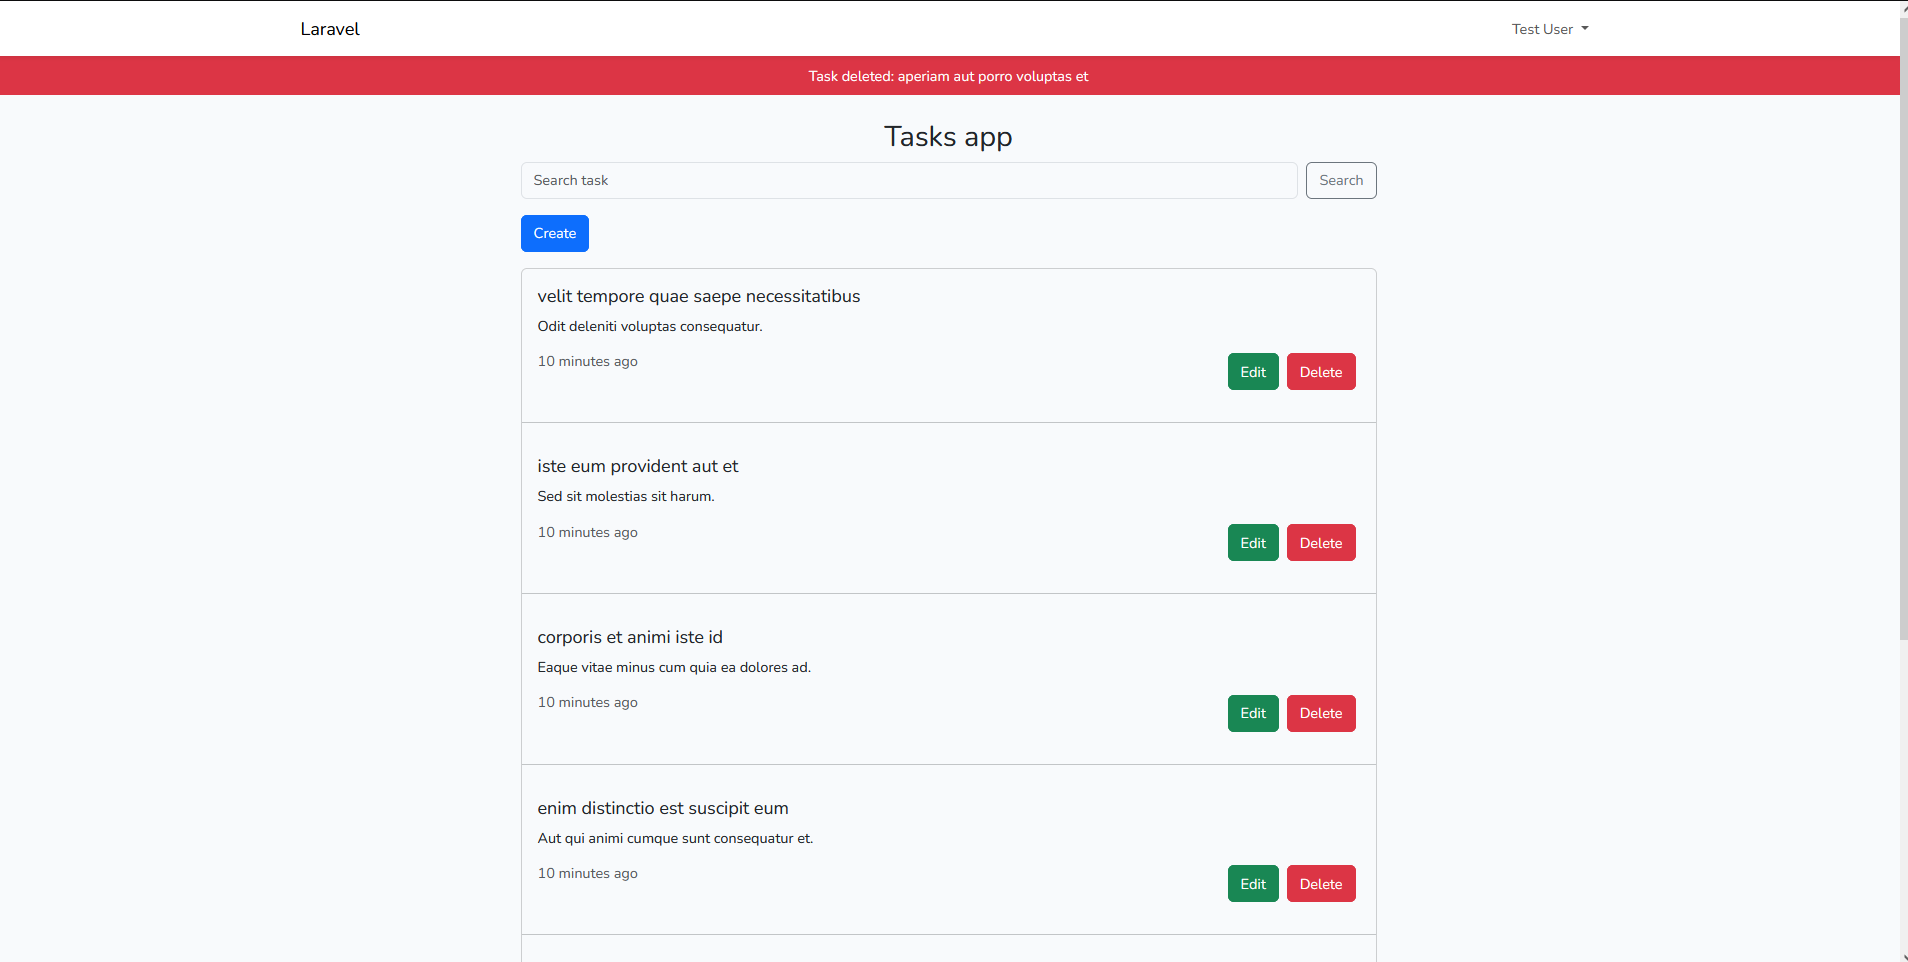 Laravel
Test User
Task deleted: aperiam aut porro voluptas et
Tasks app
Search task
Search
Create
velit tempore quae saepe necessitatibus
Odit deleniti voluptas consequatur.
10 minutes ago
Edit Delete
iste eum provident aut et
Sed sit molestias sit harum.
10 minutes ago
Edit Delete
corporis et animi iste id
Eaque vitae minus cum quia ea dolores ad.
10 minutes ago
Edit Delete
enim distinctio est suscipit eum
Aut qui animi cumque sunt consequatur et.
10 minutes ago
Edit Delete